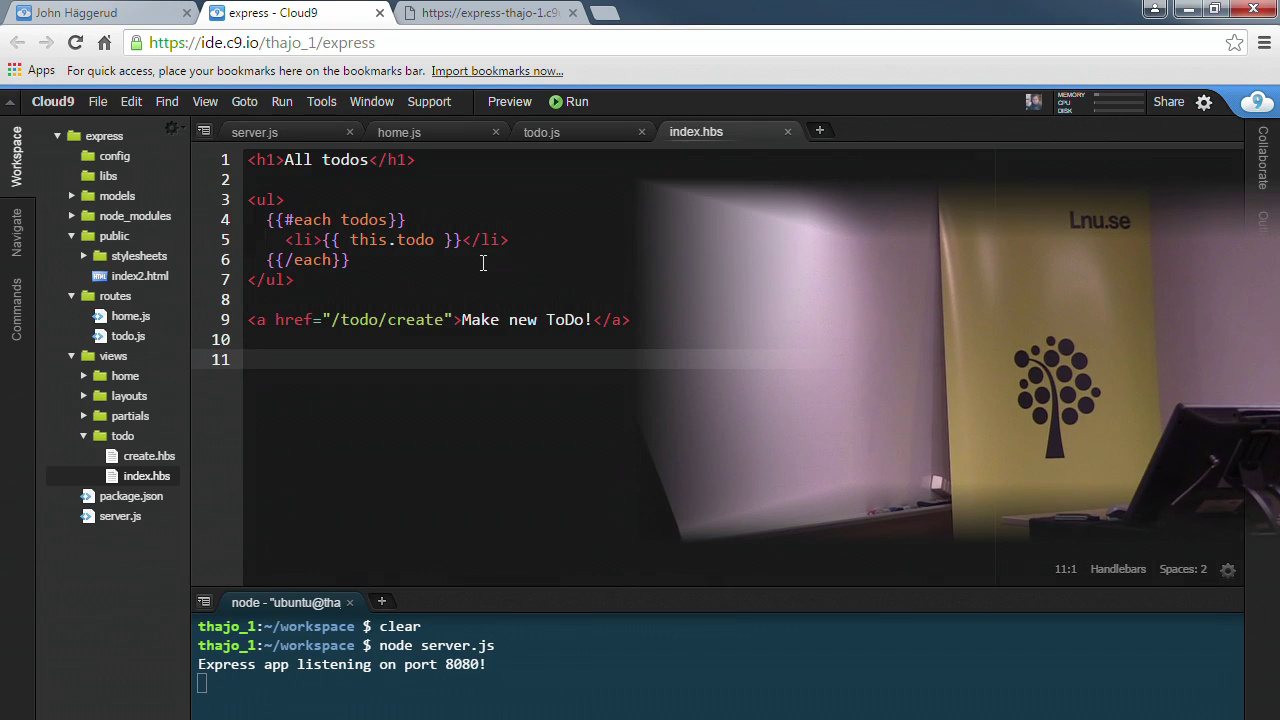 John Häggerud
express - Cloud9
https://express-thajo-1.c9
https://ide.c9.io/thajo_1/express
Apps
For quick access, place your bookmarks here on the bookmarks bar. Import bookmarks now...
Cloud9 File Edit Find View Goto Run Tools Window Support Preview Run
MEMORY
CPU
DISK
Share
Workspace
Navigate
Commands
express
config
libs
models
node_modules
public
stylesheets
index2.html
routes
home.js
todo.js
views
home
layouts
partials
todo
create.hbs
index.hbs
package.json
server.js
server.js home.js todo.js index.hbs
1 <h1>All todos</h1>
2
3 <ul>
4 {{#each todos}}
5 <li>{{ this.todo }}</li>
6 {{/each}}
7 </ul>
8
9 <a href="/todo/create">Make new ToDo!</a>
10
11
Lnu.se
11:1 Handlebars Spaces: 2
Collaborate
node - "ubuntu@tha
thajo_1:~/workspace $ clear
thajo_1:~/workspace $ node server.js
Express app listening on port 8080!